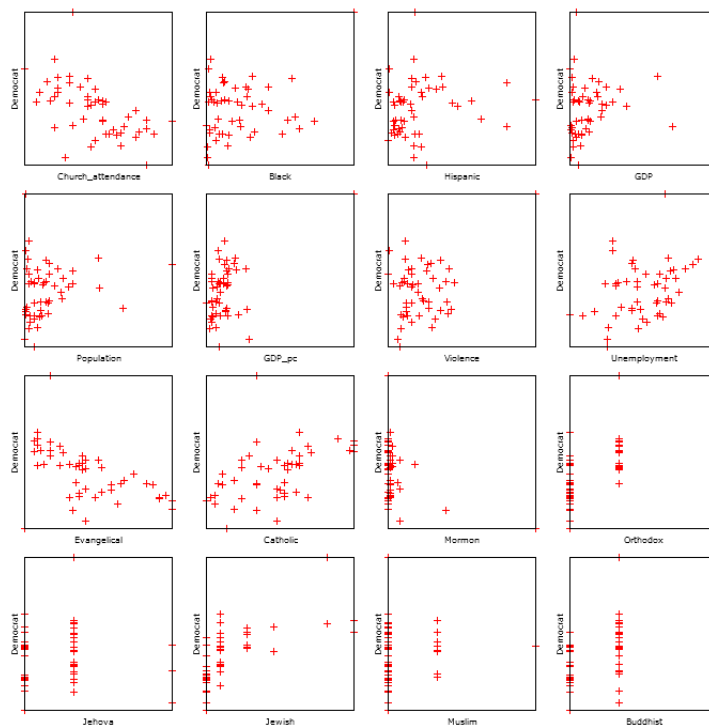 Democrat
Church_attendance
Democrat
Black
Democrat
Hispanic
Democrat
GDP
Democrat
Population
Democrat
GDP_pc
Democrat
Violence
Democrat
Unemployment
Democrat
Evangelical
Democrat
Catholic
Democrat
Mormon
Democrat
Orthodox
Democrat
Jehova
Democrat
Jewish
Democrat
Muslim
Democrat
Buddhist